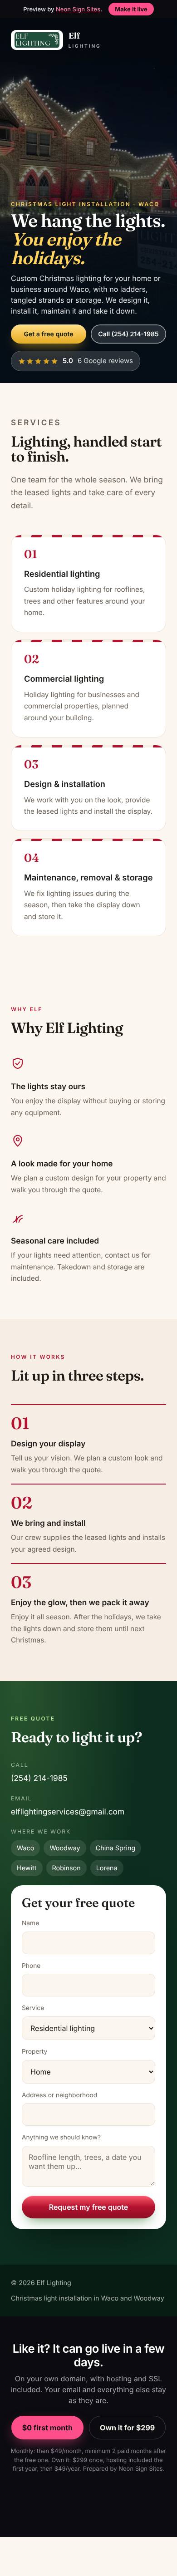 Preview by Neon Sign Sites. Make it live
ELF
LIGHTING
Elf
LIGHTING
CHRISTMAS LIGHT INSTALLATION · WACO
We hang the lights.
You enjoy the
holidays.
Custom Christmas lighting for your home or
business around Waco, with no ladders,
tangled strands or storage. We design it,
install it, maintain it and take it down.
Get a free quote
Call (254) 214-1985
★★★★★ 5.0 6 Google reviews
SERVICES
Lighting, handled start
to finish.
One team for the whole season. We bring
the leased lights and take care of every
detail.
01
Residential lighting
Custom holiday lighting for rooflines,
trees and other features around your
home.
02
Commercial lighting
Holiday lighting for businesses and
commercial properties, planned
around your building.
03
Design & installation
We work with you on the look, provide
the leased lights and install the display.
04
Maintenance, removal & storage
We fix lighting issues during the
season, then take the display down
and store it.
WHY ELF
Why Elf Lighting
The lights stay ours
You enjoy the display without buying or storing
any equipment.
A look made for your home
We plan a custom design for your property and
walk you through the quote.
Seasonal care included
If your lights need attention, contact us for
maintenance. Takedown and storage are
included.
HOW IT WORKS
Lit up in three steps.
01
Design your display
Tell us your vision. We plan a custom look and
walk you through the quote.
02
We bring and install
Our crew supplies the leased lights and installs
your agreed design.
03
Enjoy the glow, then we pack it away
Enjoy it all season. After the holidays, we take
the lights down and store them until next
Christmas.
FREE QUOTE
Ready to light it up?
CALL
(254) 214-1985
EMAIL
elflightingservices@gmail.com
WHERE WE WORK
Waco Woodway China Spring
Hewitt Robinson Lorena
Get your free quote
Name
Phone
Service
Residential lighting
Property
Home
Address or neighborhood
Anything we should know?
Roofline length, trees, a date you
want them up...
Request my free quote
© 2026 Elf Lighting
Christmas light installation in Waco and Woodway
Like it? It can go live in a few
days.
On your own domain, with hosting and SSL
included. Your email and everything else stay
as they are.
$0 first month
Own it for $299
Monthly: then $49/month, minimum 2 paid months after
the free one. Own it: $299 once, hosting included the
first year, then $49/year. Prepared by Neon Sign Sites.